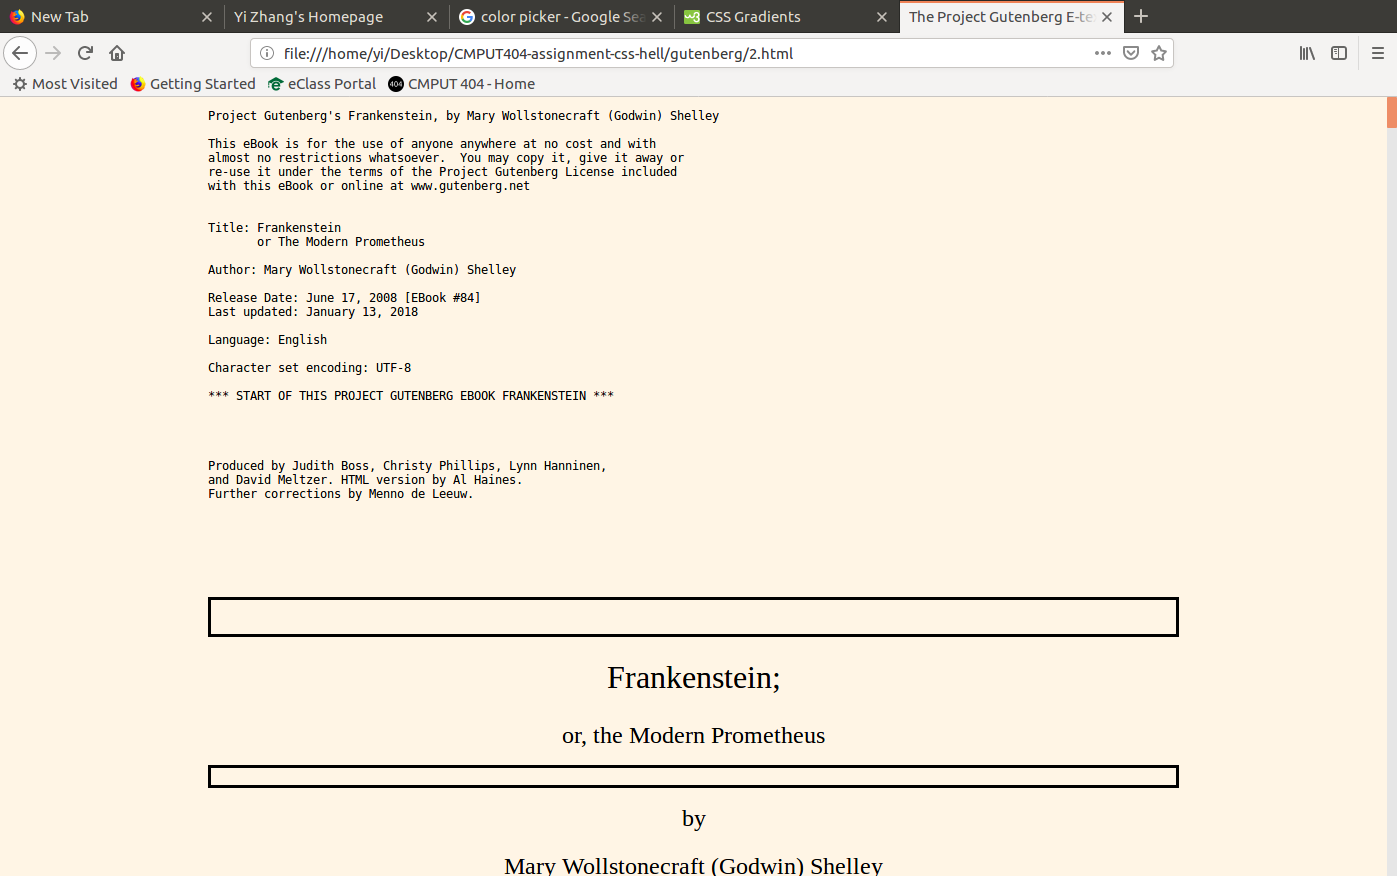 New Tab
Yi Zhang's Homepage
color picker - Google Sea
CSS Gradients
The Project Gutenberg E-te
file:///home/yi/Desktop/CMPUT404-assignment-css-hell/gutenberg/2.html
Most Visited
Getting Started
eClass Portal
404
CMPUT 404 - Home
Project Gutenberg's Frankenstein, by Mary Wollstonecraft (Godwin) Shelley
This eBook is for the use of anyone anywhere at no cost and with
almost no restrictions whatsoever.  You may copy it, give it away or
re-use it under the terms of the Project Gutenberg License included
with this eBook or online at www.gutenberg.net
Title: Frankenstein
or The Modern Prometheus
Author: Mary Wollstonecraft (Godwin) Shelley
Release Date: June 17, 2008 [EBook #84]
Last updated: January 13, 2018
Language: English
Character set encoding: UTF-8
*** START OF THIS PROJECT GUTENBERG EBOOK FRANKENSTEIN ***
Produced by Judith Boss, Christy Phillips, Lynn Hanninen,
and David Meltzer. HTML version by Al Haines.
Further corrections by Menno de Leeuw.
Frankenstein;
or, the Modern Prometheus
by
Mary Wollstonecraft (Godwin) Shelley